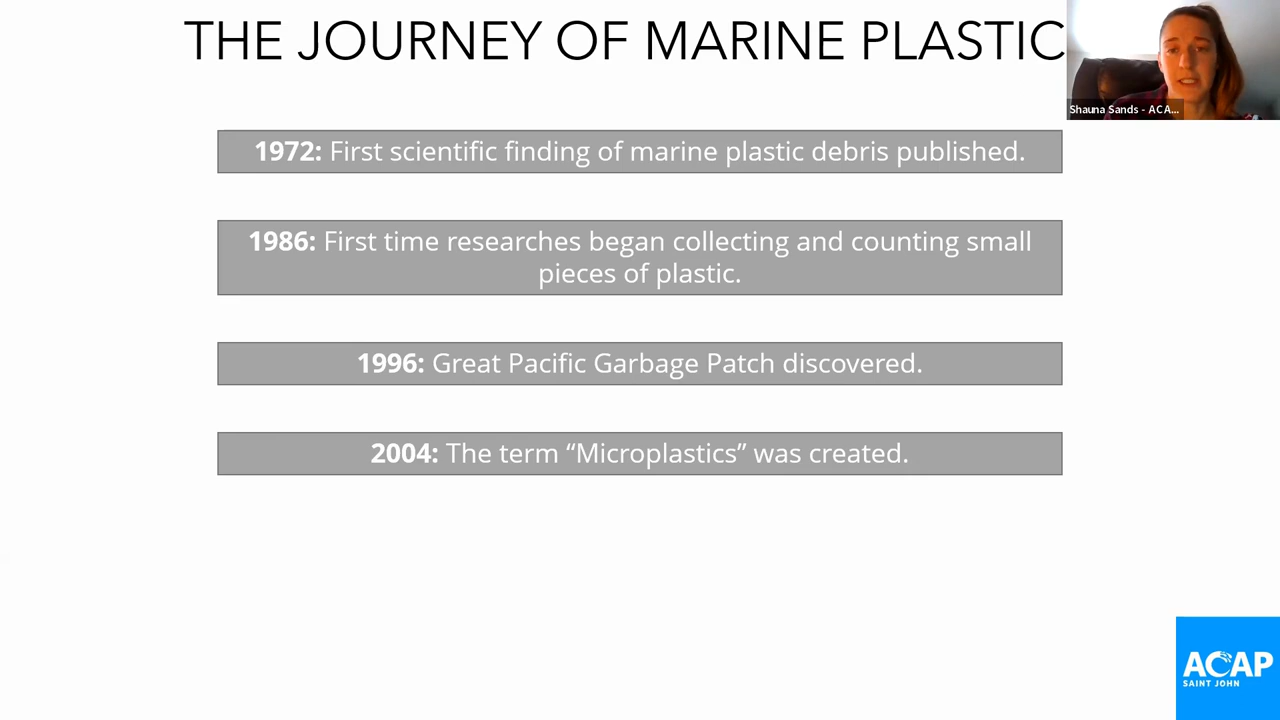 THE JOURNEY OF MARINE PLASTIC
Shauna Sands - ACA...
1972: First scientific finding of marine plastic debris published.
1986: First time researches began collecting and counting small
pieces of plastic.
1996: Great Pacific Garbage Patch discovered.
2004: The term “Microplastics” was created.
ACAP
SAINT JOHN